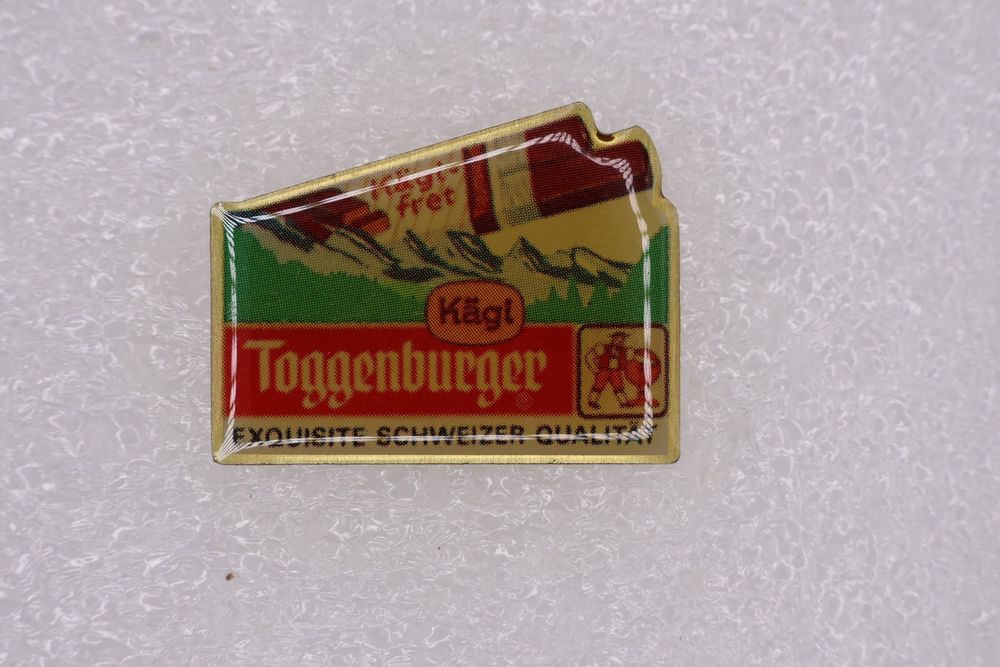 Kägi
fret
Kägi
Toggenburger ®
EXQUISITE SCHWEIZER QUALITÄT